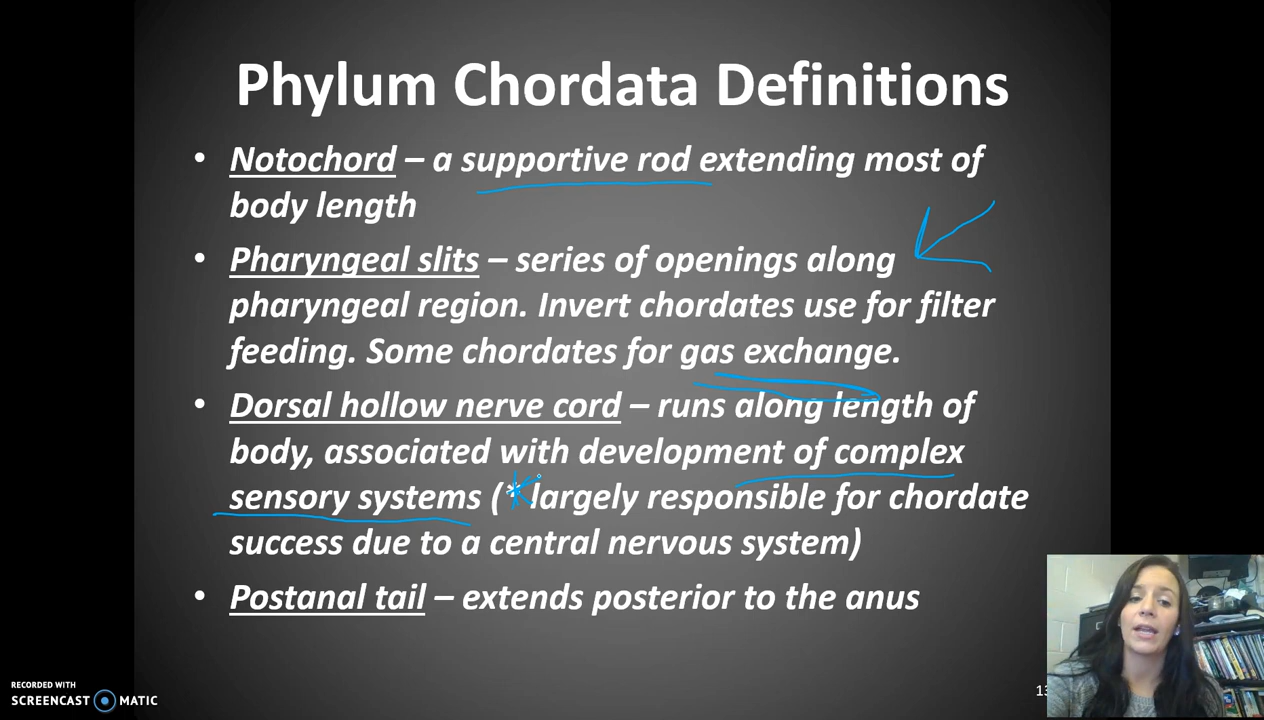 Phylum Chordata Definitions
• Notochord – a supportive rod extending most of
body length
• Pharyngeal slits – series of openings along
pharyngeal region. Invert chordates use for filter
feeding. Some chordates for gas exchange.
• Dorsal hollow nerve cord – runs along length of
body, associated with development of complex
sensory systems (*largely responsible for chordate
success due to a central nervous system)
• Postanal tail – extends posterior to the anus
RECORDED WITH
SCREENCAST MATIC